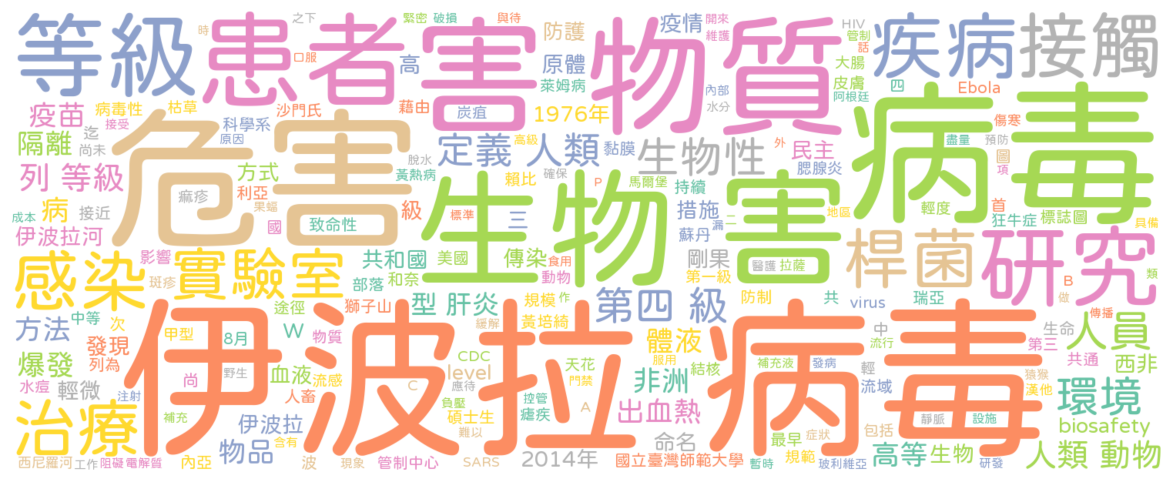 等級
患者
害
物質
疾病
接觸
危害
病毒
生物
害
伊波拉
病毒
研究
感染
實驗室
治療
桿菌
定義
人類
生物性
第四 級
人員
環境
列 等級
疫苗
隔離
病毒性
枯草
沙門氏
接受
迄
尚未
科學系
原因
時
之下
口服
緊密
破損
與待
高
防護
原體
萊姆病
藉由
炭疽
1976年
疫情
開來
維護
HIV
管制
話
大腸
皮膚
阿根廷
內部
水分
四
Ebola
傷寒
盡量
預防
圖
項
病
方式
麻疹
利亞
果蝠
黃熱病
脫水
賴比
高級
確保
黏膜
民主
外
腮腺炎
P
馬爾堡
持續
級
三
標準
措施
漏
二
地區
輕度
首
狂牛症
標誌圖
具備
成本
接近
國
致命性
伊波拉河
影響
斑疹
共和國
美國
傳染
食用
蘇丹
剛果
醫護
拉薩
第一級
B
類
部落
和奈
動物
防制
共
virus
瑞亞
做
傳播
方法
中等
次
途徑
獅子山
型
肝炎
規模
作
黃培綺
緩解
體液
中
流行
生命
第三
共通
西非
爆發
發現
列為
甲型
8月
W
物質
CDC
level
天花
門禁
服用
結核
補充液
發病
輕
流域
猿猴
漢他
水痘
輕微
尚
野生
血液
流感
人畜
C
應待
負壓
控管
A
非洲
瘧疾
出血熱
靜脈
設施
biosafety
注射
補充
伊波拉
碩士生
難以
含有
命名
最早
症狀
包括
物品
西尼羅河
工作
阻礙
電解質
內亞
波
現象
管制中心
SARS
2014年
國立臺灣師範大學
暫時
規範
玻利維亞
高等
生物
研發
人類 動物